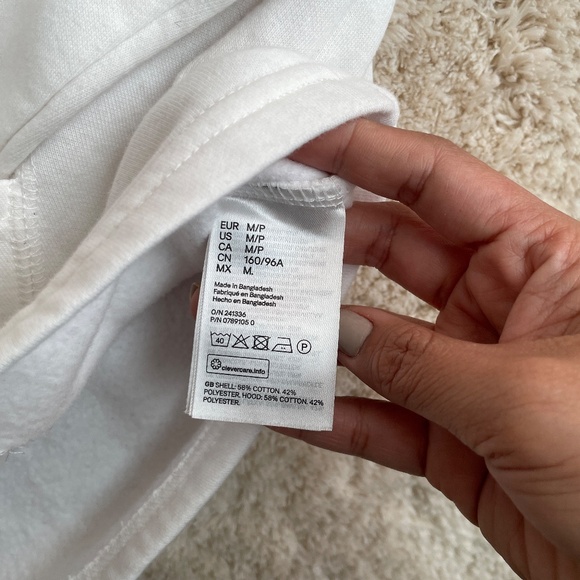 EUR M/P
US M/P
CA M/P
CN 160/96A
MX M.
Made in Bangladesh
Fabriqué en Bangladesh
Hecho en Bangladesh
O/N 241336
P/N 0789105 0
40 P
clevercare.info
GB SHELL: 58% COTTON. 42%
POLYESTER. HOOD: 58% COTTON. 42%
POLYESTER.